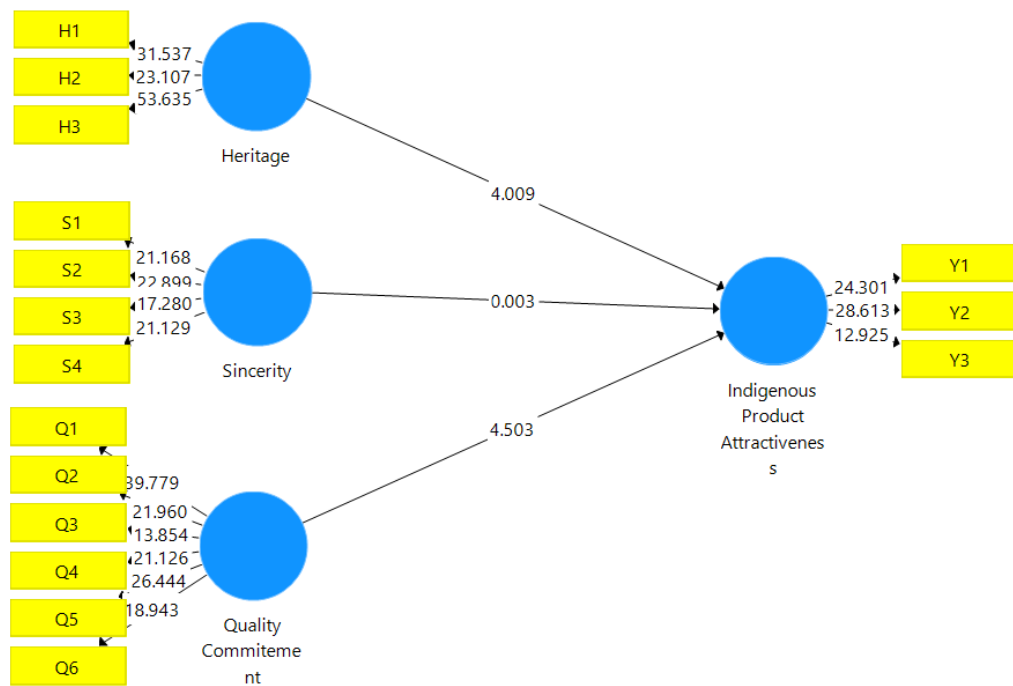 H1
H2
H3
31.537
23.107
53.635
Heritage
4.009
S1
S2
S3
S4
21.168
22.899
17.280
21.129
Sincerity
0.003
Q1
Q2
Q3
Q4
Q5
Q6
39.779
21.960
13.854
21.126
26.444
18.943
Quality
Commiteme
nt
4.503
Indigenous
Product
Attractivenes
s
24.301
28.613
12.925
Y1
Y2
Y3